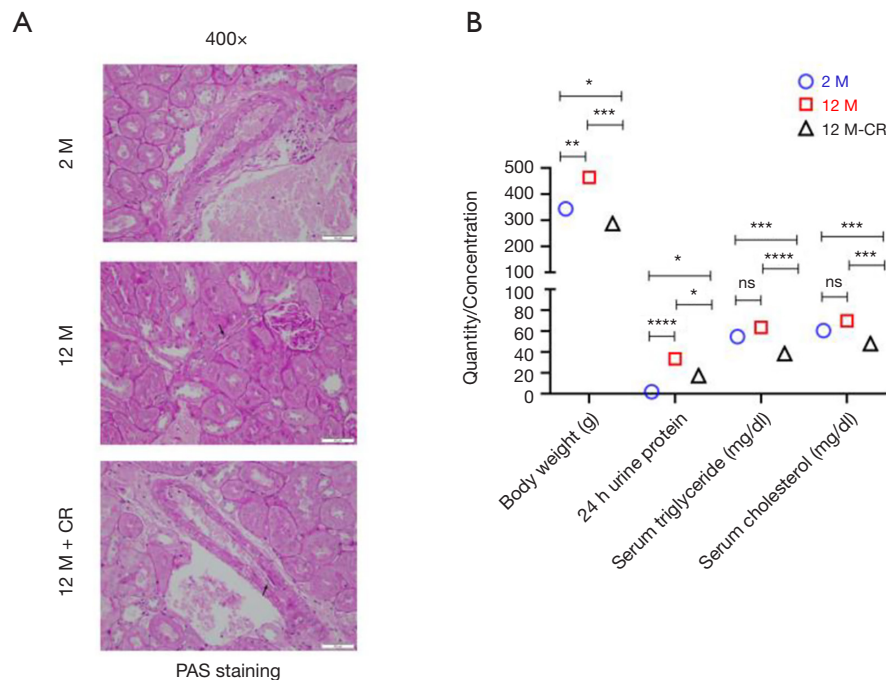 A
400×
2 M
12 M
12 M + CR
PAS staining
B
2 M
12 M
12 M-CR
*
***
**
*
*
****
***
****
ns
***
***
ns
Quantity/Concentration
500
400
300
200
100
100
80
60
40
20
0
Body weight (g)
24 h urine protein
Serum triglyceride (mg/dl)
Serum cholesterol (mg/dl)